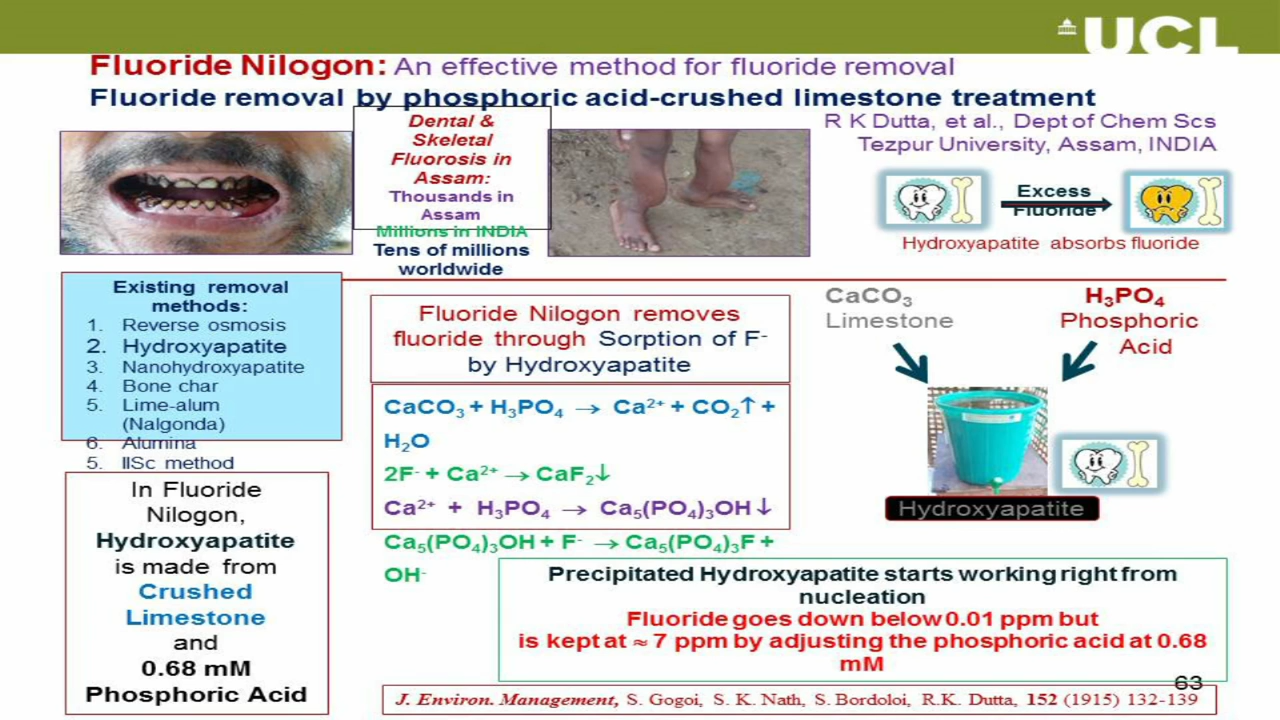 UCL
Fluoride Nilogon: An effective method for fluoride removal
Fluoride removal by phosphoric acid-crushed limestone treatment
R K Dutta, et al., Dept of Chem Scs
Tezpur University, Assam, INDIA
Dental &
Skeletal
Fluorosis in
Assam:
Thousands in
Assam
Millions in INDIA
Tens of millions
worldwide
Excess
Fluoride
Hydroxyapatite absorbs fluoride
Existing removal
methods:
1. Reverse osmosis
2. Hydroxyapatite
3. Nanohydroxyapatite
4. Bone char
5. Lime-alum
(Nalgonda)
6. Alumina
5. IISc method
Fluoride Nilogon removes
fluoride through Sorption of F⁻
by Hydroxyapatite
CaCO₃ + H₃PO₄ → Ca²⁺ + CO₂↑ +
H₂O
2F⁻ + Ca²⁺ → CaF₂↓
Ca²⁺ + H₃PO₄ → Ca₅(PO₄)₃OH↓
Ca₅(PO₄)₃OH + F⁻ → Ca₅(PO₄)₃F +
OH⁻
CaCO₃
Limestone
H₃PO₄
Phosphoric
Acid
Hydroxyapatite
In Fluoride
Nilogon,
Hydroxyapatite
is made from
Crushed
Limestone
and
0.68 mM
Phosphoric Acid
Precipitated Hydroxyapatite starts working right from
nucleation
Fluoride goes down below 0.01 ppm but
is kept at ≈ 7 ppm by adjusting the phosphoric acid at 0.68
mM
63
J. Environ. Management, S. Gogoi, S. K. Nath, S. Bordoloi, R.K. Dutta, 152 (1915) 132-139